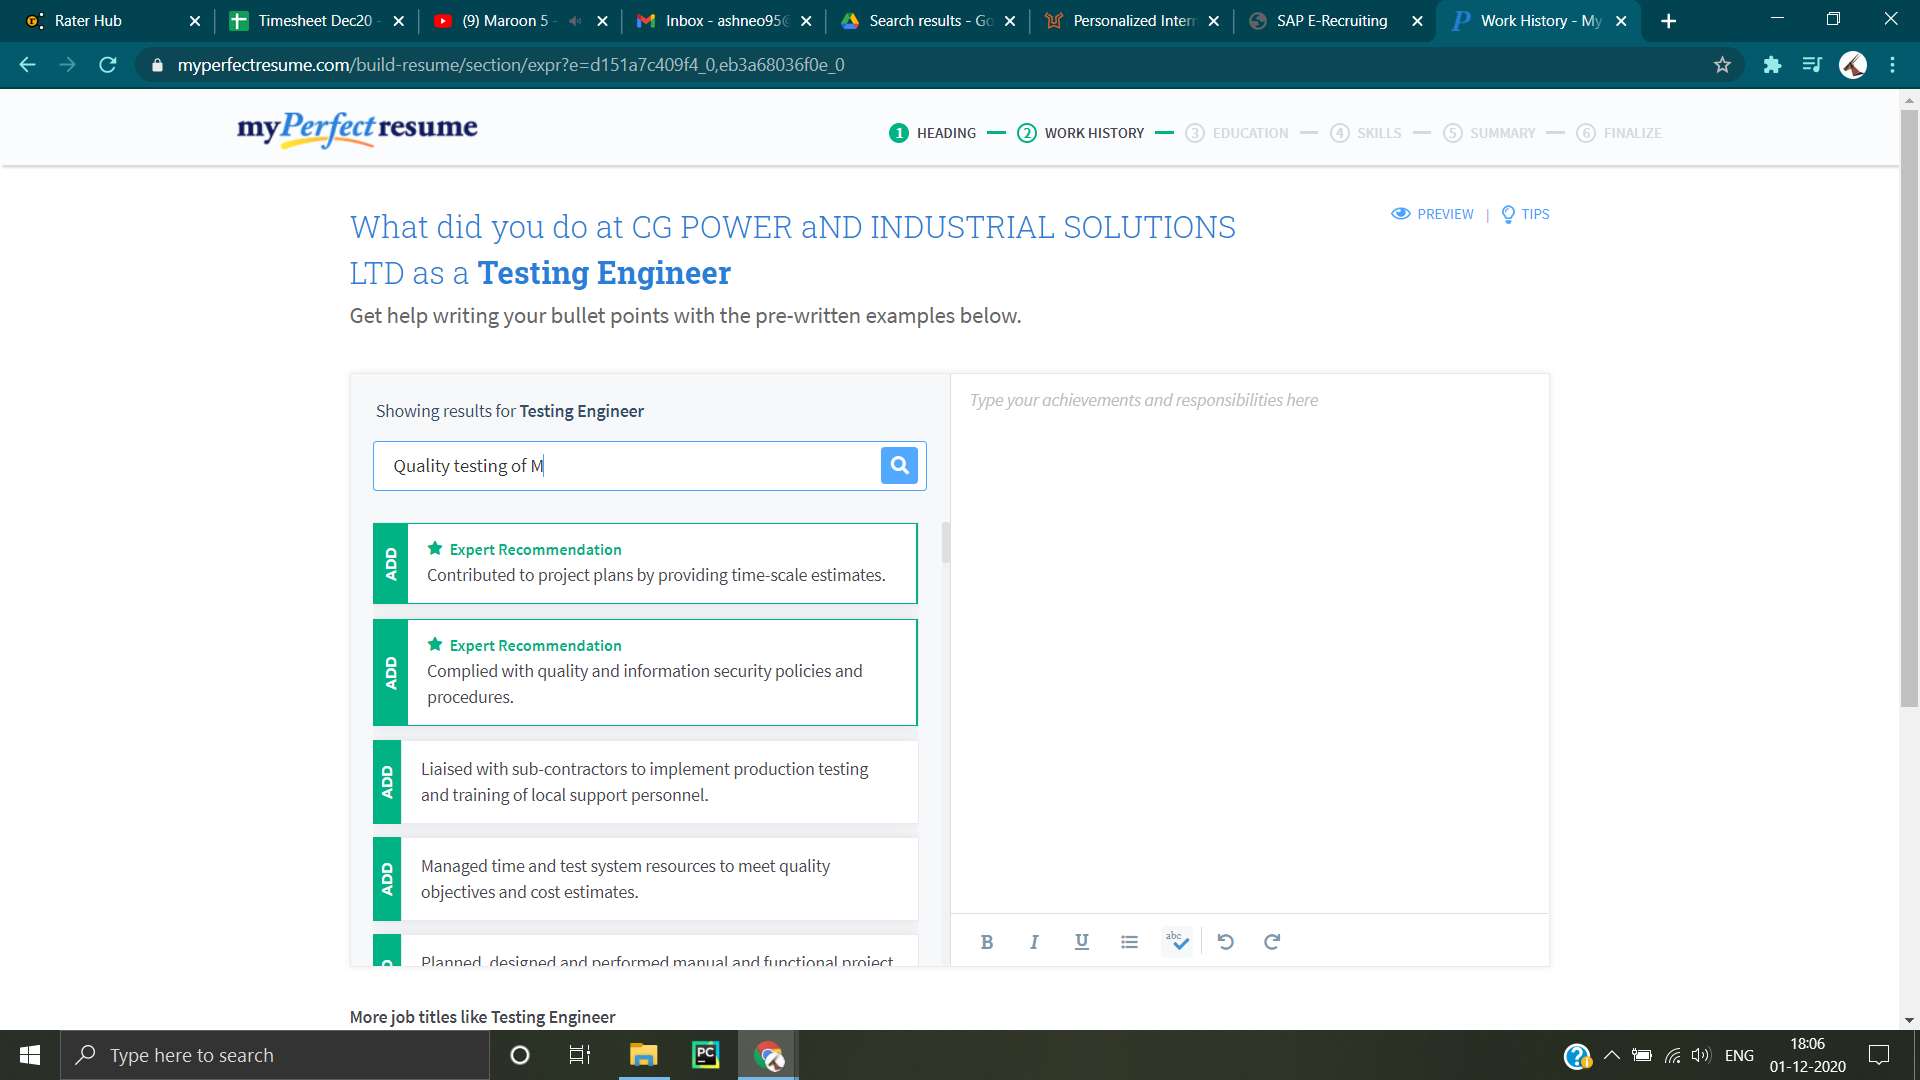 Rater Hub
Timesheet Dec20 -
(9) Maroon 5 -
Inbox - ashneo95@
Search results - Go
Personalized Intern
SAP E-Recruiting
Work History - My
myperfectresume.com/build-resume/section/expr?e=d151a7c409f4_0,eb3a68036f0e_0
myPerfectresume
1 HEADING
2 WORK HISTORY
3 EDUCATION
4 SKILLS
5 SUMMARY
6 FINALIZE
What did you do at CG POWER aND INDUSTRIAL SOLUTIONS
LTD as a Testing Engineer
PREVIEW | TIPS
Get help writing your bullet points with the pre-written examples below.
Showing results for Testing Engineer
Quality testing of M
Type your achievements and responsibilities here
ADD
Expert Recommendation
Contributed to project plans by providing time-scale estimates.
ADD
Expert Recommendation
Complied with quality and information security policies and
procedures.
ADD
Liaised with sub-contractors to implement production testing
and training of local support personnel.
ADD
Managed time and test system resources to meet quality
objectives and cost estimates.
Planned, designed and performed manual and functional project
B I U abc
More job titles like Testing Engineer
Type here to search
PC
ENG
18:06
01-12-2020